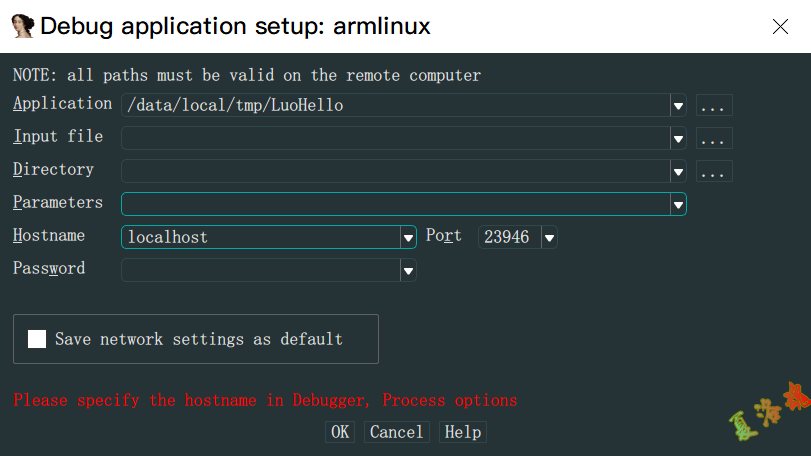 Debug application setup: armlinux
NOTE: all paths must be valid on the remote computer
Application /data/local/tmp/LuoHello ...
Input file ...
Directory ...
Parameters
Hostname localhost Port 23946
Password
Save network settings as default
Please specify the hostname in Debugger, Process options
夏洛
OK Cancel Help